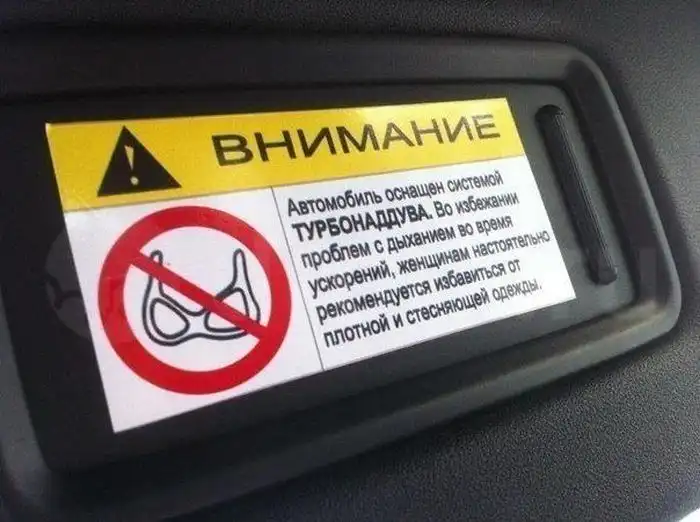 ВНИМАНИЕ
Автомобиль оснащен системой
ТУРБОНАДДУВА. Во избежании
проблем с дыханием во время
ускорений, женщинам настоятельно
рекомендуется избавиться от
плотной и стесняющей одежды.